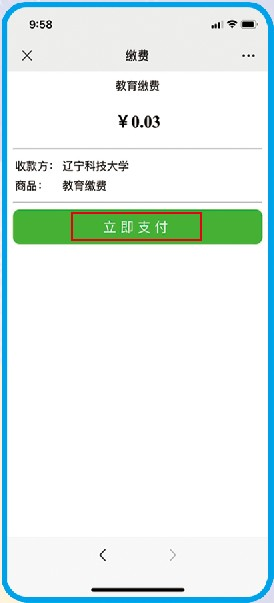 9:58
缴费
教育缴费
￥0.03
收款方： 辽宁科技大学
商品： 教育缴费
立即支付